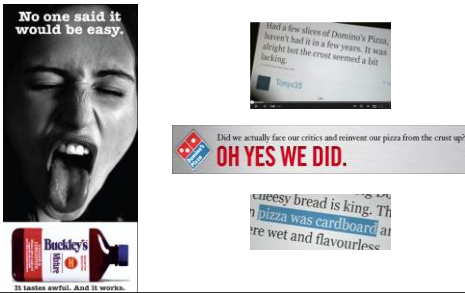 No one said it
would be easy.
Buckley's
Mixture
It tastes awful. And it works.
Had a few slices of Domino's Pizza,
haven't had it in a few years. It was
alright but the crust seemed a bit
lacking.
Tonyx35
Domino's
Pizza
Did we actually face our critics and reinvent our pizza from the crust up?
OH YES WE DID.
cheesy bread is king. Th
pizza was cardboard
ere wet and flavourless